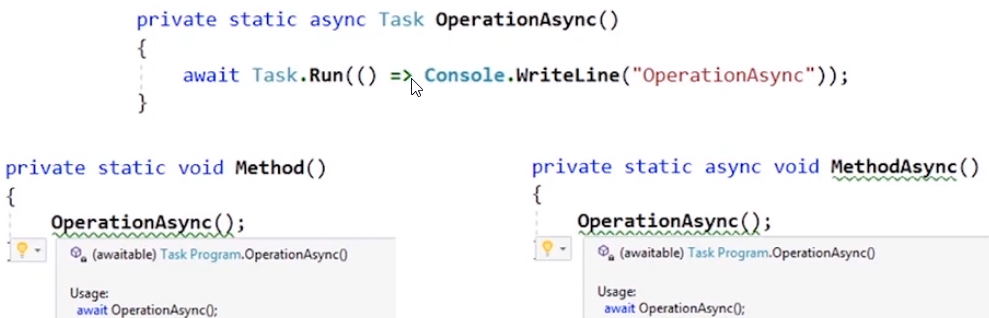 private static async Task OperationAsync()
{
await Task.Run(() => Console.WriteLine("OperationAsync"));
}
private static void Method()
{
OperationAsync();
(awaitable) Task Program.OperationAsync()
Usage:
await OperationAsync();
private static async void MethodAsync()
{
OperationAsync();
(awaitable) Task Program.OperationAsync()
Usage:
await OperationAsync();